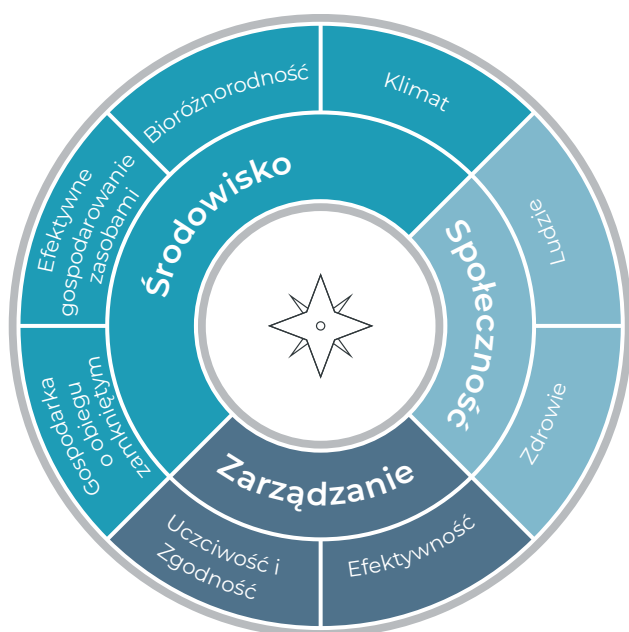 Środowisko
Klimat
Bioróżnorodność
Efektywne
gospodarowanie
zasobami
Gospodarka
o obiegu
zamkniętym
Społeczność
Ludzie
Zdrowie
Zarządzanie
Efektywność
Uczciwość i
Zgodność